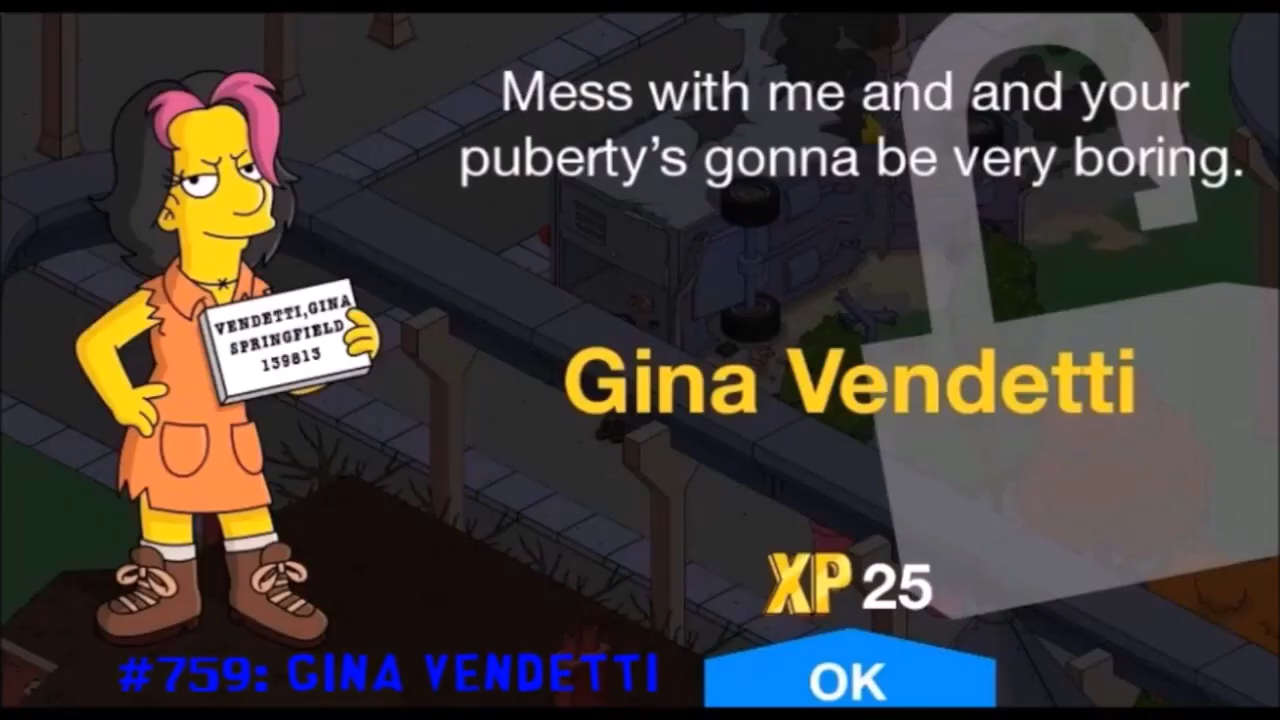 Mess with me and and your
puberty's gonna be very boring.
VENDETTI,GINA
SPRINGFIELD
139813
Gina Vendetti
XP 25
#759: GINA VENDETTI
OK